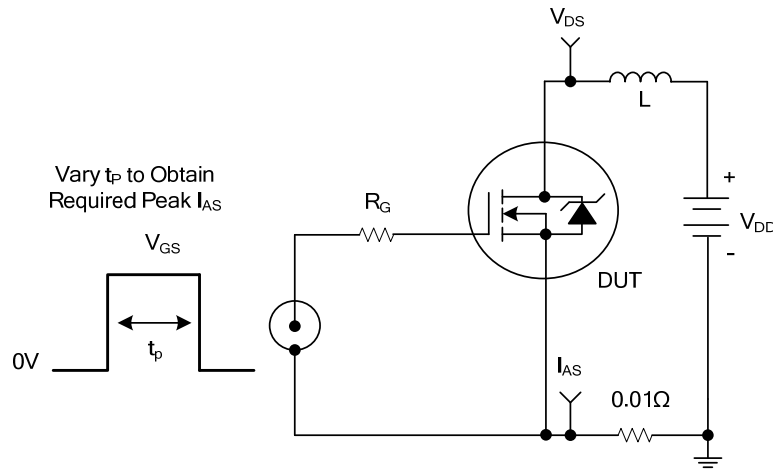 V_DS
L
Vary t_P to Obtain
Required Peak I_AS
V_GS
R_G
+
V_DD
-
DUT
t_p
0V
I_AS
0.01Ω